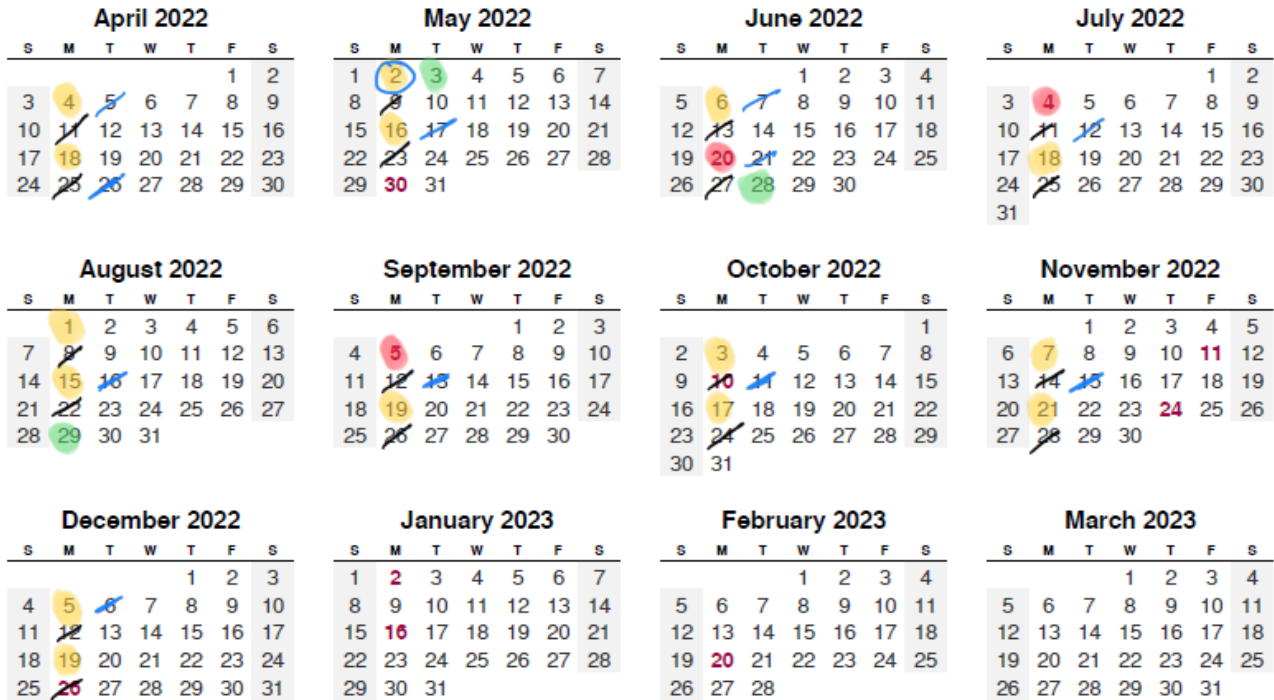 April 2022 May 2022 June 2022 July 2022
S M T W T F S S M T W T F S S M T W T F S S M T W T F S
1 2 1 2 3 4 5 6 7 1 2 3 4 1 2
3 4 5 6 7 8 9 8 9 10 11 12 13 14 5 6 7 8 9 10 11 3 4 5 6 7 8 9
10 11 12 13 14 15 16 15 16 17 18 19 20 21 12 13 14 15 16 17 18 10 11 12 13 14 15 16
17 18 19 20 21 22 23 22 23 24 25 26 27 28 19 20 21 22 23 24 25 17 18 19 20 21 22 23
24 25 26 27 28 29 30 29 30 31 26 27 28 29 30 24 25 26 27 28 29 30
31
August 2022 September 2022 October 2022 November 2022
S M T W T F S S M T W T F S S M T W T F S S M T W T F S
1 2 3 4 5 6 1 2 3 1 1 2 3 4 5
7 8 9 10 11 12 13 4 5 6 7 8 9 10 2 3 4 5 6 7 8 6 7 8 9 10 11 12
14 15 16 17 18 19 20 11 12 13 14 15 16 17 9 10 11 12 13 14 15 13 14 15 16 17 18 19
21 22 23 24 25 26 27 18 19 20 21 22 23 24 16 17 18 19 20 21 22 20 21 22 23 24 25 26
28 29 30 31 25 26 27 28 29 30 23 24 25 26 27 28 29 27 28 29 30
30 31
December 2022 January 2023 February 2023 March 2023
S M T W T F S S M T W T F S S M T W T F S S M T W T F S
1 2 3 1 2 3 4 5 6 7 1 2 3 4 1 2 3 4
4 5 6 7 8 9 10 8 9 10 11 12 13 14 5 6 7 8 9 10 11 5 6 7 8 9 10 11
11 12 13 14 15 16 17 15 16 17 18 19 20 21 12 13 14 15 16 17 18 12 13 14 15 16 17 18
18 19 20 21 22 23 24 22 23 24 25 26 27 28 19 20 21 22 23 24 25 19 20 21 22 23 24 25
25 26 27 28 29 30 31 29 30 31 26 27 28 26 27 28 29 30 31